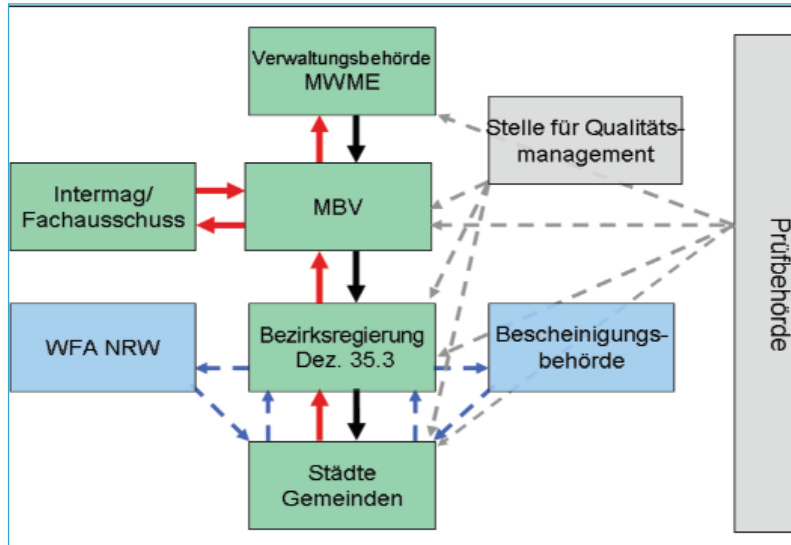 Verwaltungsbehörde
MWME
Stelle für Qualitäts-
management
Intermag/
Fachausschuss
MBV
Prüfbehörde
WFA NRW
Bezirksregierung
Dez. 35.3
Bescheinigungs-
behörde
Städte
Gemeinden